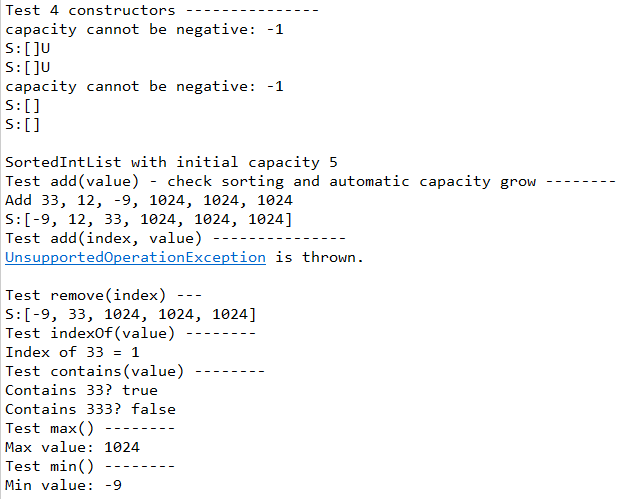 Test 4 constructors ---------------
capacity cannot be negative: -1
S:[]U
S:[]U
capacity cannot be negative: -1
S:[]
S:[]
SortedIntList with initial capacity 5
Test add(value) - check sorting and automatic capacity grow --------
Add 33, 12, -9, 1024, 1024, 1024
S:[-9, 12, 33, 1024, 1024, 1024]
Test add(index, value) ---------------
UnsupportedOperationException is thrown.
Test remove(index) ---
S:[-9, 33, 1024, 1024, 1024]
Test indexOf(value) --------
Index of 33 = 1
Test contains(value) --------
Contains 33? true
Contains 333? false
Test max() --------
Max value: 1024
Test min() --------
Min value: -9